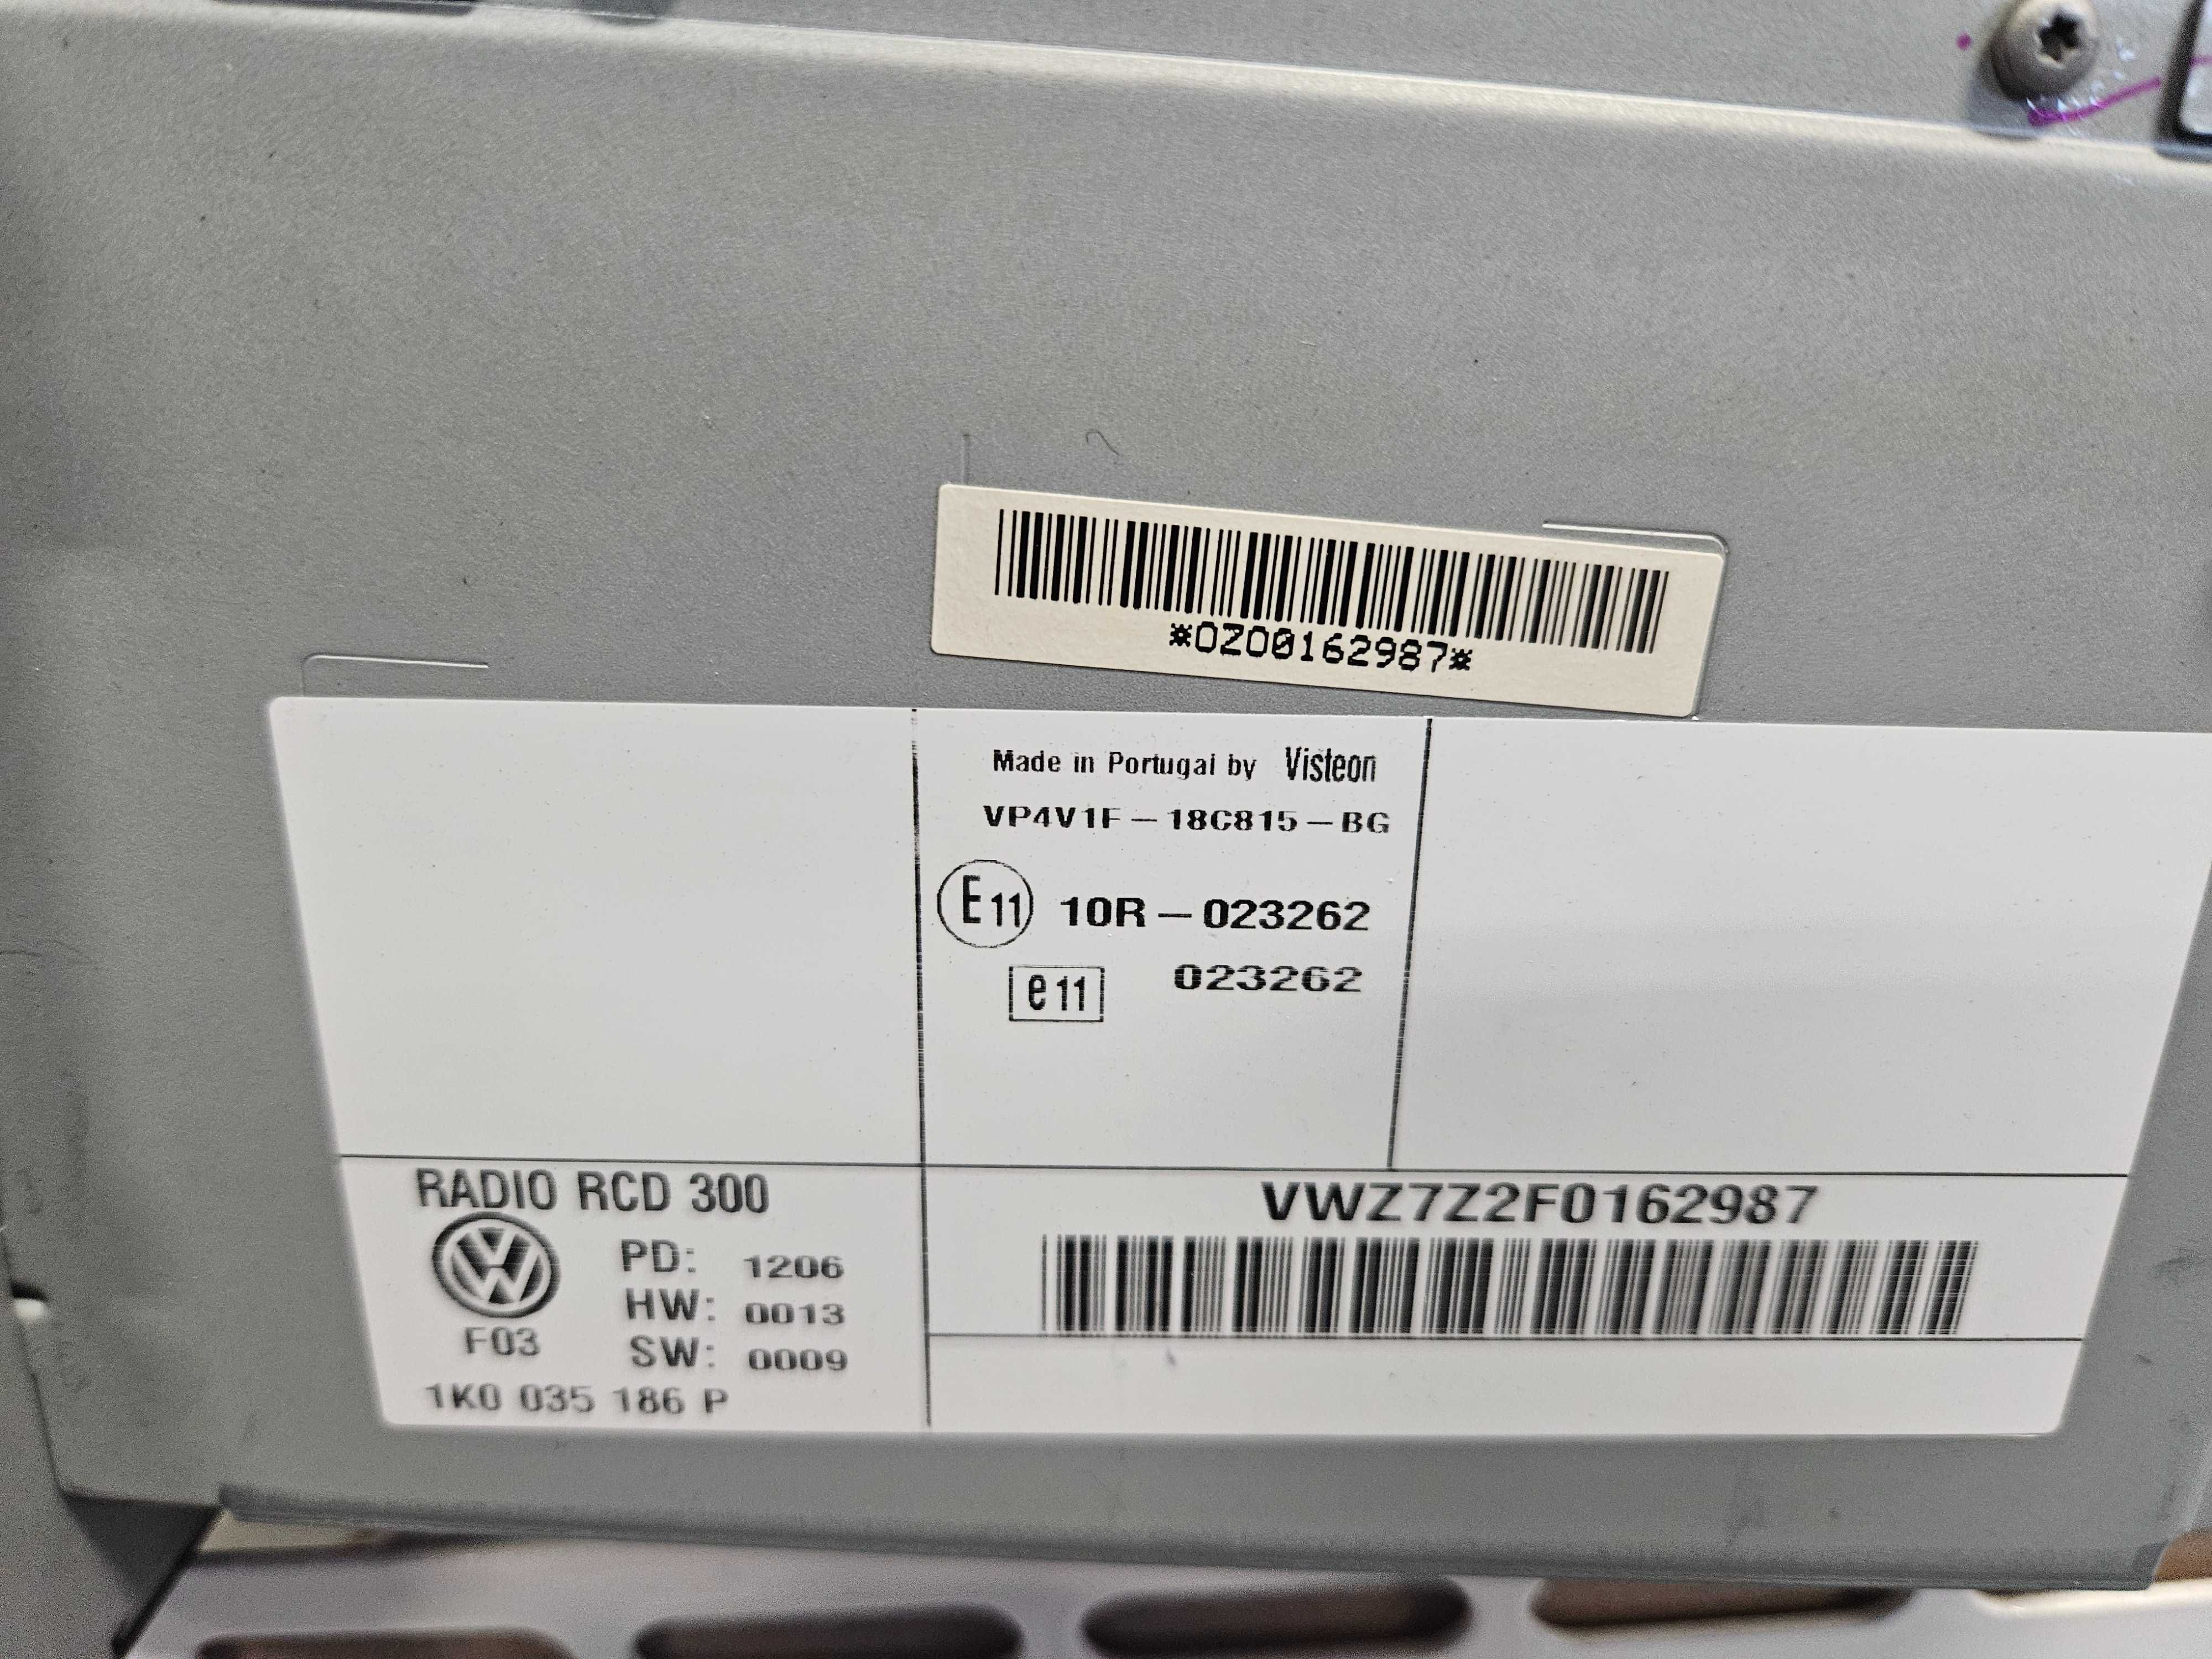 *OZO0162987*
Made in Portugal by Visteon
VP4V1F-18C815-BG
E11 10R-023262
e11 023262
RADIO RCD 300
VWZ7Z2F0162987
PD: 1206
HW: 0013
F03
SW: 0009
1K0 035 186 P